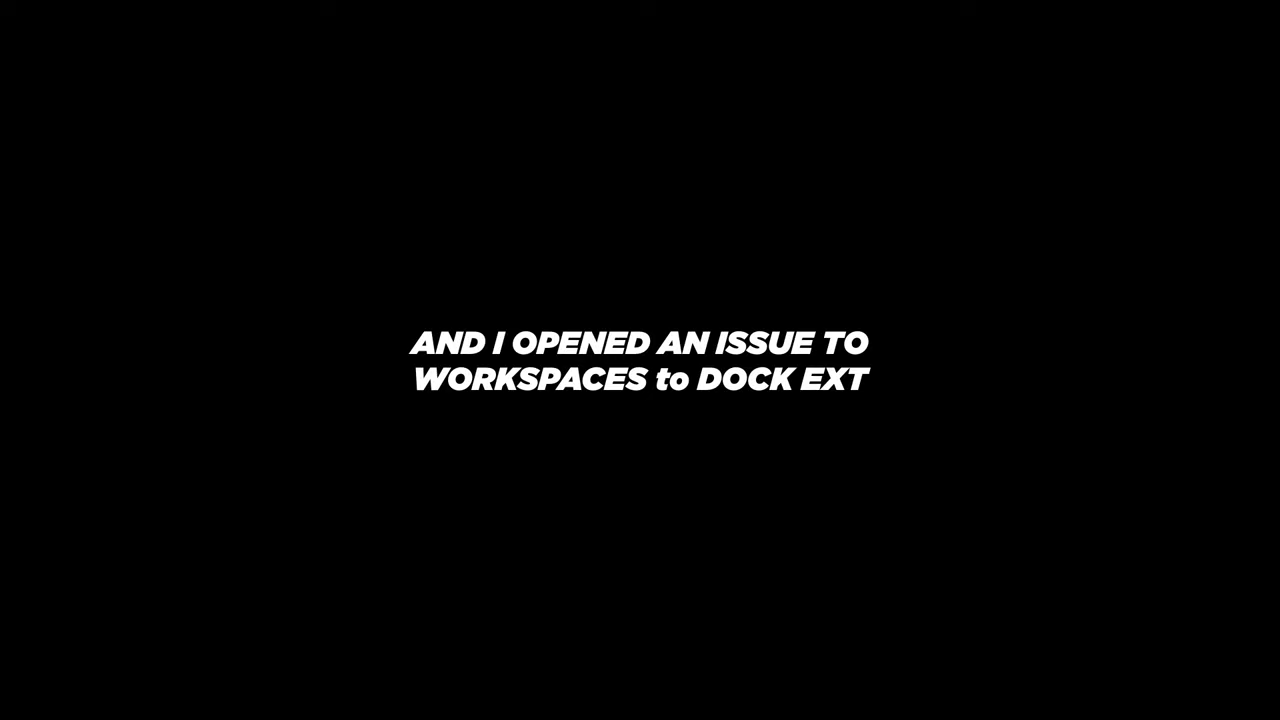 AND I OPENED AN ISSUE TO
WORKSPACES to DOCK EXT